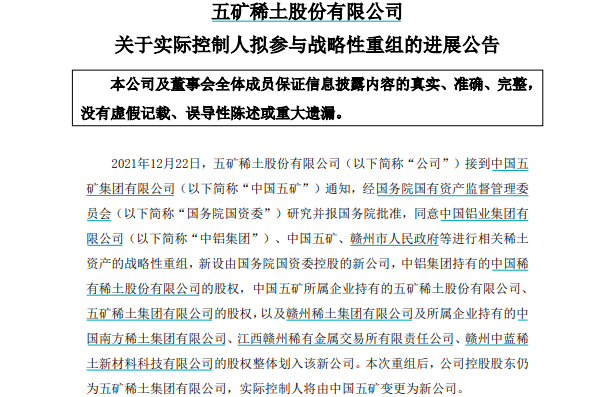 五矿稀土股份有限公司
关于实际控制人拟参与战略性重组的进展公告
本公司及董事会全体成员保证信息披露内容的真实、准确、完整,
没有虚假记载、误导性陈述或重大遗漏。
2021年12月22日，五矿稀土股份有限公司（以下简称“公司”）接到中国五
矿集团有限公司（以下简称“中国五矿”）通知，经国务院国有资产监督管理委
员会（以下简称“国务院国资委”）研究并报国务院批准，同意中国铝业集团有
限公司（以下简称“中铝集团”）、中国五矿、赣州市人民政府等进行相关稀土
资产的战略性重组，新设由国务院国资委控股的新公司，中铝集团持有的中国稀
有稀土股份有限公司的股权，中国五矿所属企业持有的五矿稀土股份有限公司、
五矿稀土集团有限公司的股权，以及赣州稀土集团有限公司及所属企业持有的中
国南方稀土集团有限公司、江西赣州稀有金属交易所有限责任公司、赣州中蓝稀
土新材料科技有限公司的股权整体划入该新公司。本次重组后，公司控股股东仍
为五矿稀土集团有限公司，实际控制人将由中国五矿变更为新公司。